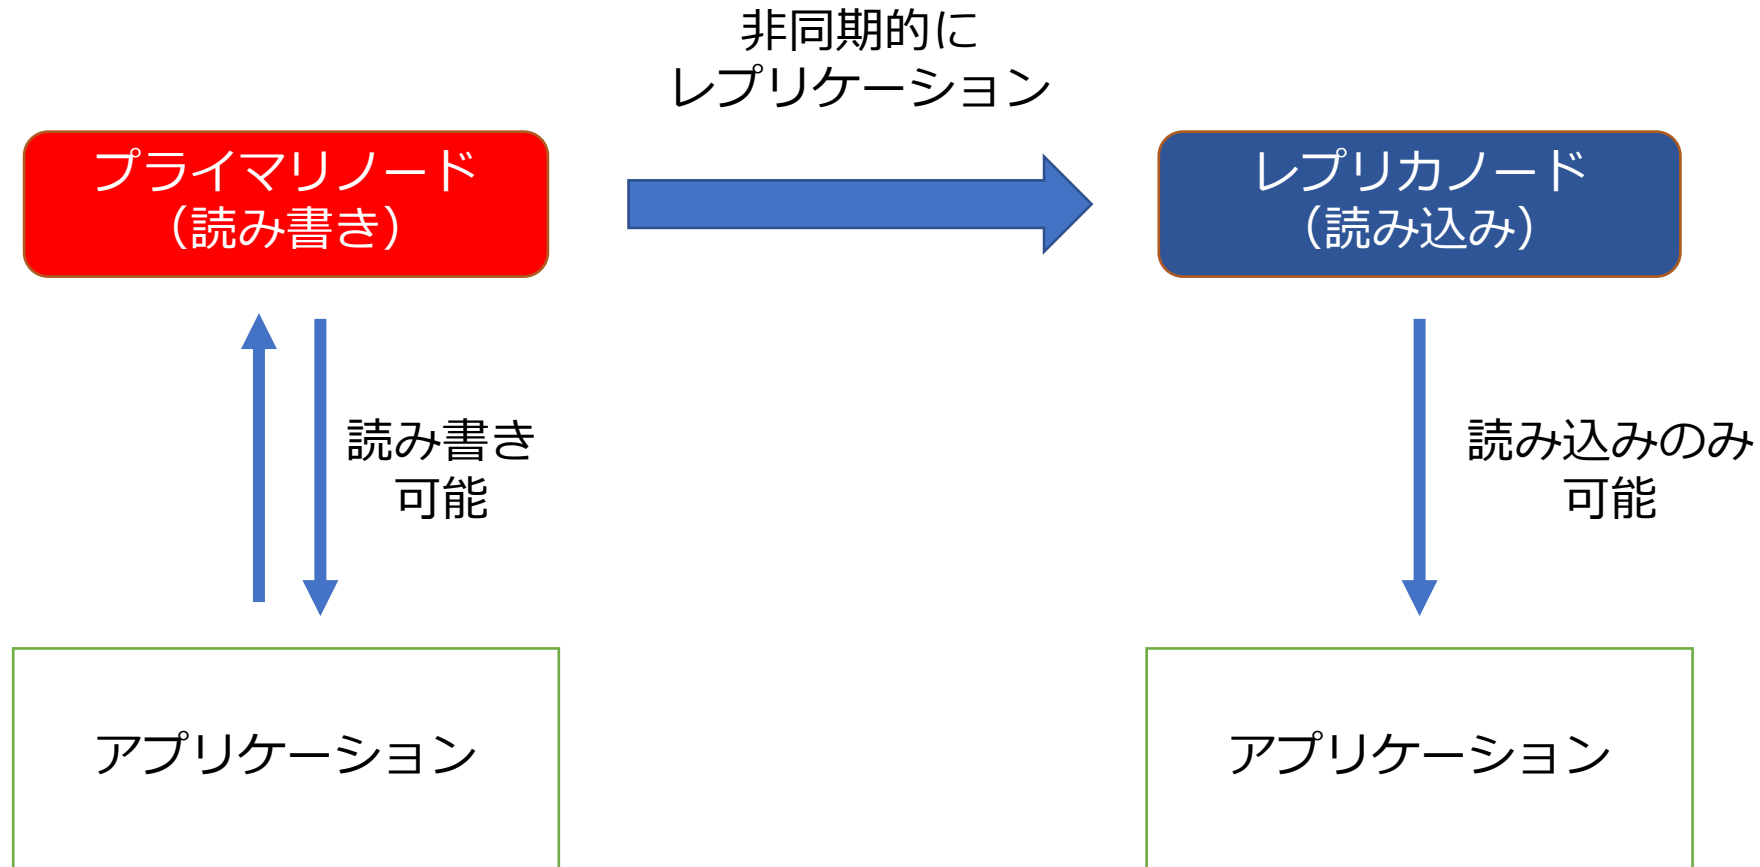 非同期的に
レプリケーション
プライマリノード
（読み書き）
レプリカノード
（読み込み）
読み書き
可能
読み込みのみ
可能
アプリケーション
アプリケーション